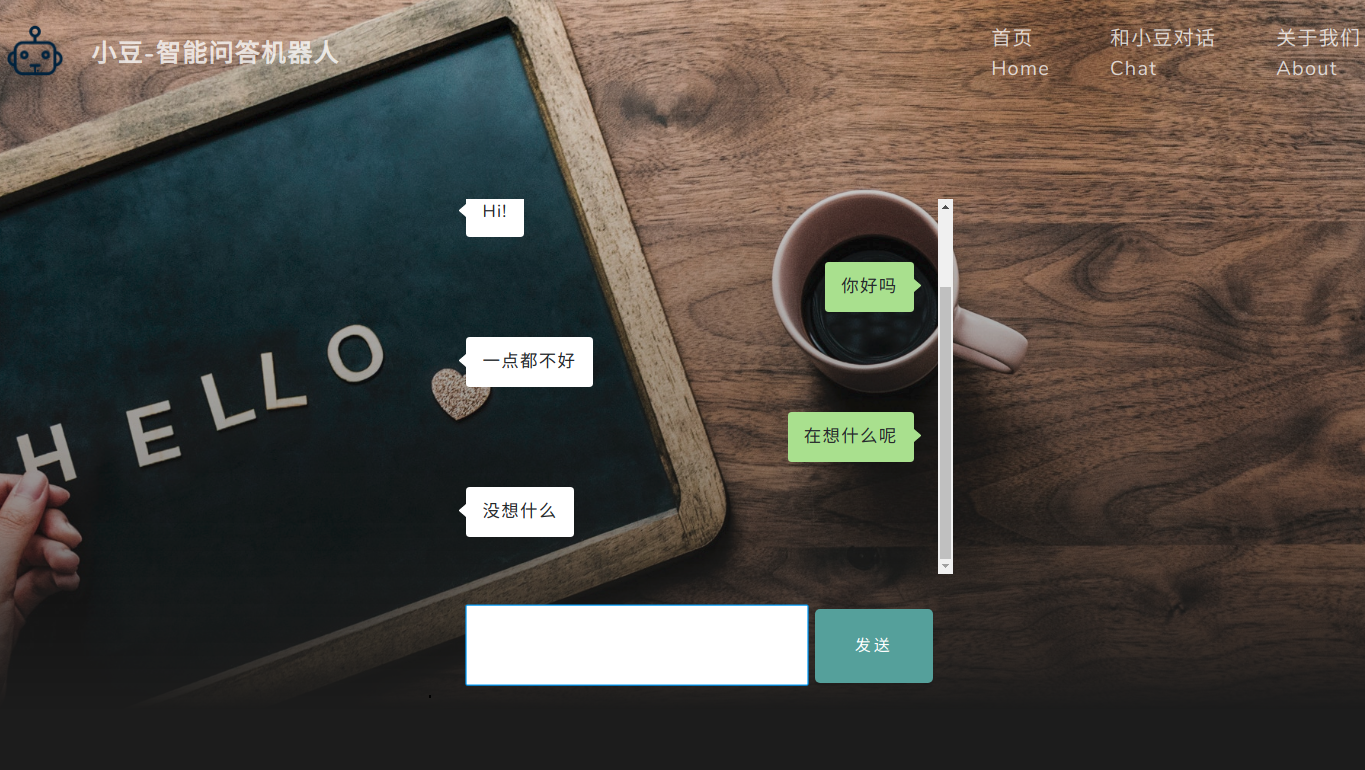 小豆-智能问答机器人
首页
Home
和小豆对话
Chat
关于我们
About
Hi!
你好吗
一点都不好
在想什么呢
没想什么
HELLO
发送